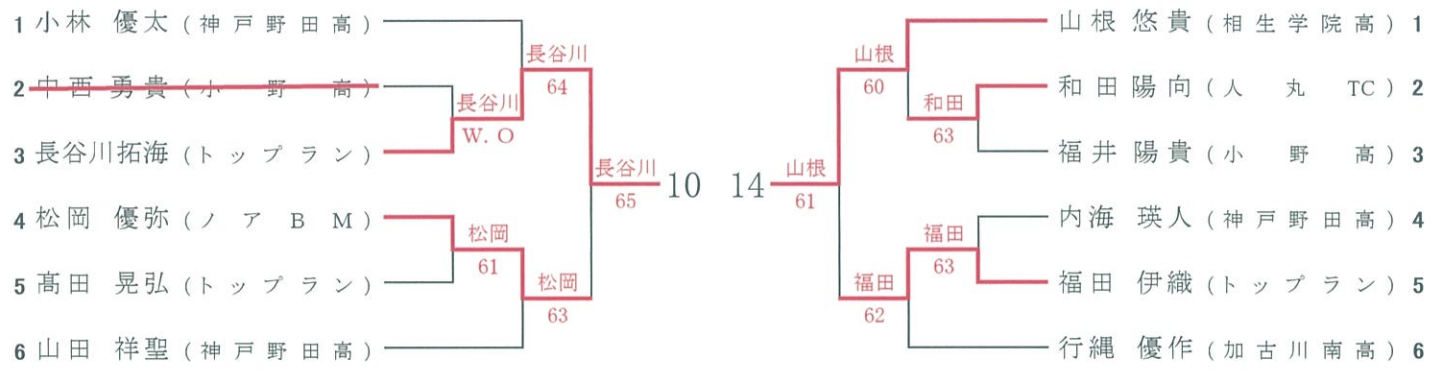 1 小林 優太 (神戸野田高)
2 中西 勇貴 (小野高)
3 長谷川拓海 (トップラン)
4 松岡 優弥 (ノアBM)
5 髙田 晃弘 (トップラン)
6 山田 祥聖 (神戸野田高)
長谷川
W. O
長谷川
64
松岡
61
松岡
63
長谷川
65
10
14
山根
61
山根
60
和田
63
福田
63
福田
62
山根悠貴 (相生学院高) 1
和田陽向 (人丸TC) 2
福井陽貴 (小野高) 3
内海 瑛人 (神戸野田高) 4
福田 伊織 (トップラン) 5
行縄 優作 (加古川南高) 6